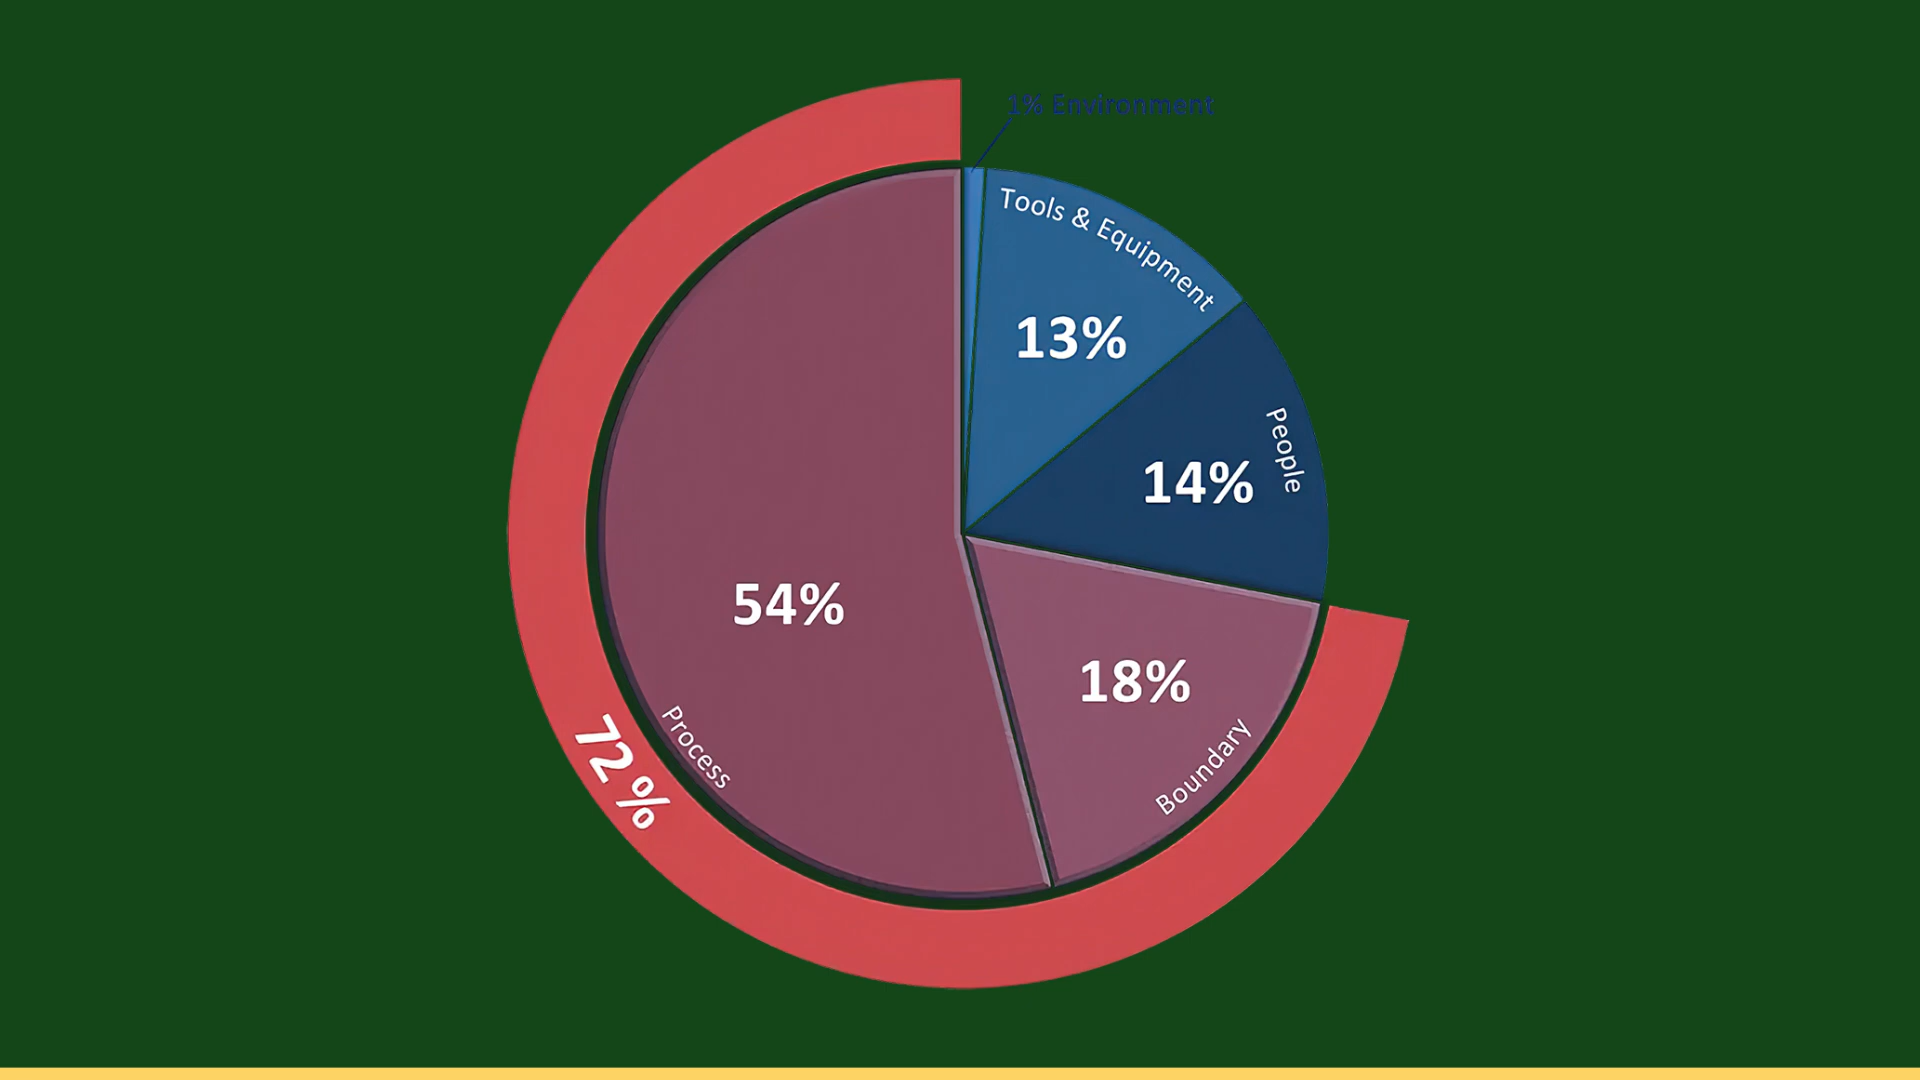 1% Environment
Tools & Equipment
13%
People
14%
18%
Boundary
54%
Process
72%